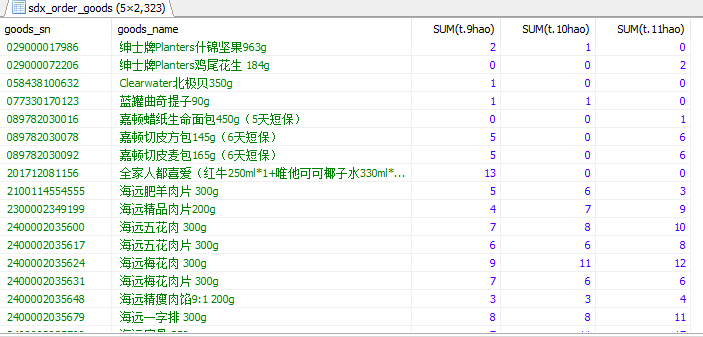 sdx_order_goods (5×2,323)
goods_sn goods_name SUM(t.9hao) SUM(t.10hao) SUM(t.11hao)
029000017986 绅士牌Planters什锦坚果963g 2 1 0
029000072206 绅士牌Planters鸡尾花生 184g 0 0 2
058438100632 Clearwater北极贝350g 1 0 0
077330170123 蓝罐曲奇提子90g 1 1 0
089782030016 嘉顿蜡纸生命面包450g（5天短保） 0 0 1
089782030078 嘉顿切皮方包145g（6天短保） 5 0 6
089782030092 嘉顿切皮麦包165g（6天短保） 5 0 6
201712081156 全家人都喜爱（红牛250ml*1+唯他可可椰子水330ml*... 13 0 0
2100114554555 海远肥羊肉片 300g 5 6 3
2300002349199 海远精品肉片200g 4 7 9
2400002035600 海远五花肉 300g 7 8 10
2400002035617 海远五花肉片 300g 6 6 8
2400002035624 海远梅花肉 300g 9 11 12
2400002035631 海远梅花肉片 300g 7 6 6
2400002035648 海远精瘦肉馅9:1 200g 3 3 4
2400002035679 海远一字排 300g 8 8 11